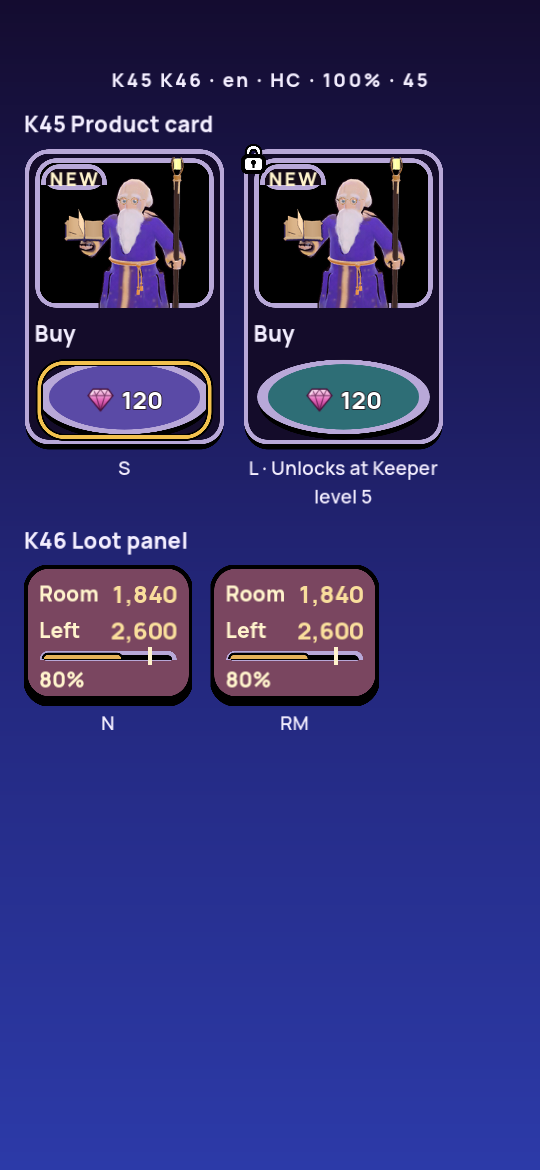 K45 K46 · en · HC · 100% · 45
K45 Product card
NEW
NEW
Buy
Buy
120
120
S
L · Unlocks at Keeper
level 5
K46 Loot panel
Room 1,840
Left 2,600
80%
Room 1,840
Left 2,600
80%
N
RM